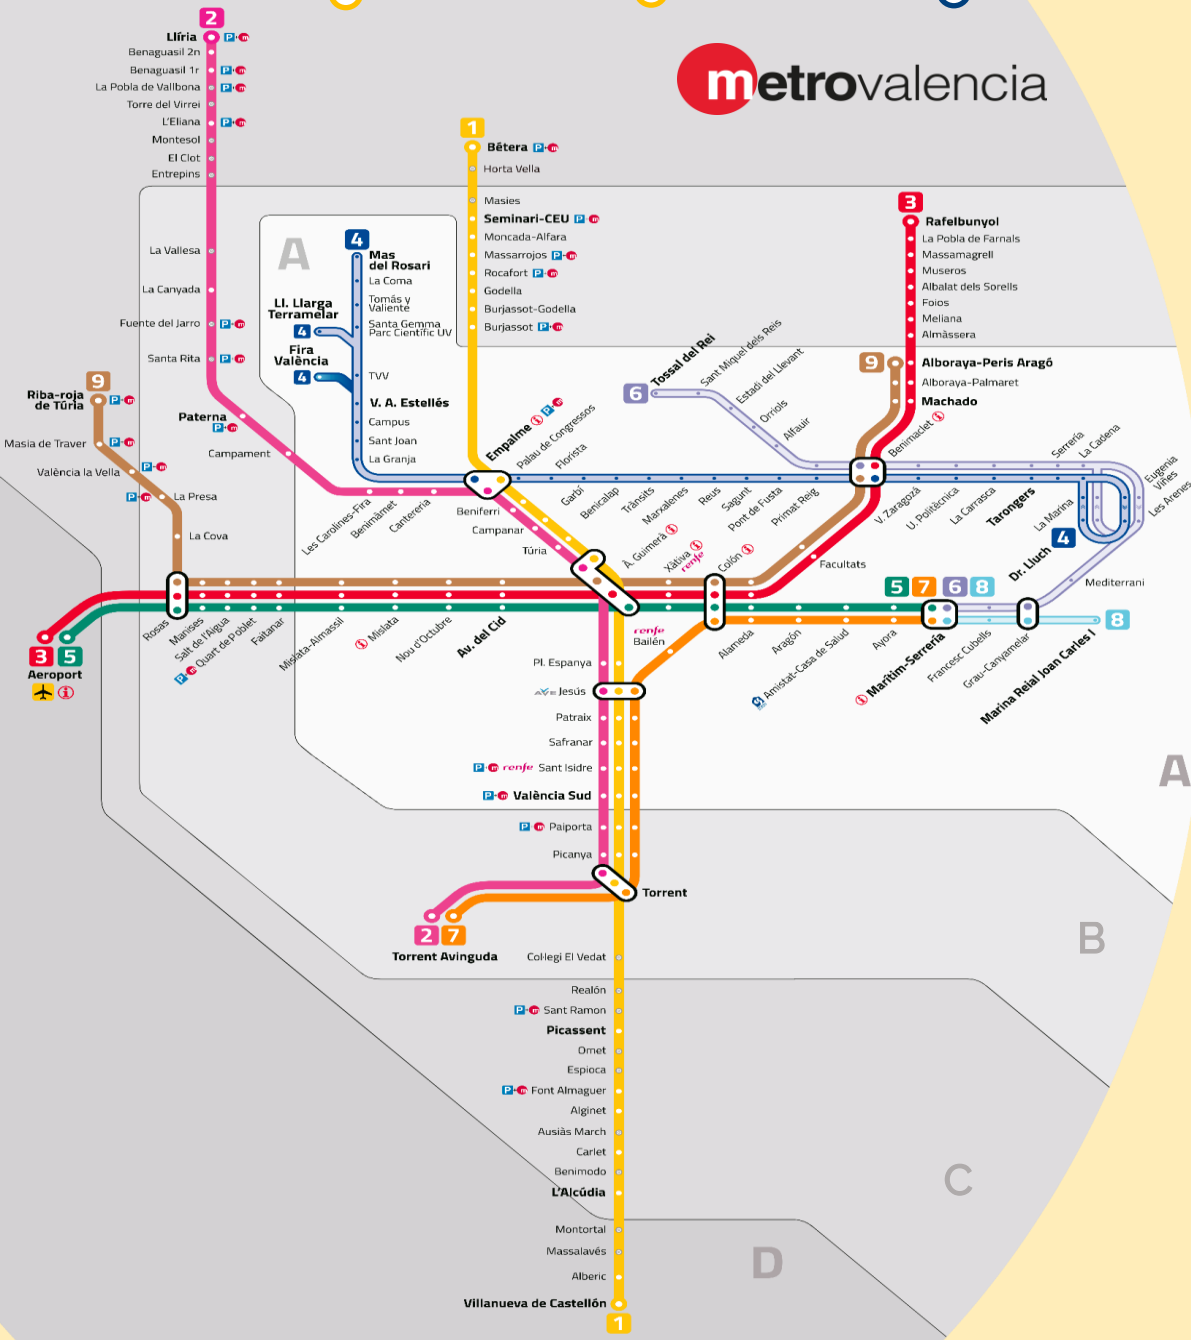 metrovalencia
2
Llíria
Benaguasil 2n
Benaguasil 1r
La Pobla de Vallbona
Torre del Virrei
L'Eliana
Montesol
El Clot
Entrepins
La Vallesa
La Canyada
Fuente del Jarro
Santa Rita
Paterna
Campament
Les Carolines-Fira
Benimàmet
Cantereria
1
Bétera
Horta Vella
Masies
Seminari-CEU
Moncada-Alfara
Massarrojos
Rocafort
Godella
Burjassot-Godella
Burjassot
A
4
Mas
del Rosari
La Coma
Tomás y
Valiente
Santa Gemma
Parc Científic UV
Ll. Llarga
Terramelar
4
Fira
València
4
TVV
V. A. Estellés
Campus
Sant Joan
La Granja
3
Rafelbunyol
La Pobla de Farnals
Massamagrell
Museros
Albalat dels Sorells
Foios
Meliana
Almàssera
9
Alboraya-Peris Aragó
Alboraya-Palmaret
Machado
Benimaclet
6
Tossal del Rei
Sant Miquel dels Reis
Estadi del Llevant
Orriols
Alfauir
9
Riba-roja
de Túria
Masia de Traver
València la Vella
La Presa
La Cova
Empalme
Palau de Congressos
Florista
Garbí
Benicalap
Trànsits
Marxalenes
Reus
Sagunt
Pont de Fusta
Primat Reig
V. Zaragozà
U. Politècnica
La Carrasca
Tarongers
Serrería
La Cadena
Eugenia
Viñes
Les Arenes
La Marina
4
Dr. Lluch
Mediterrani
Beniferri
Campanar
Túria
À. Guimerà
Xàtiva
renfe
Colón
Facultats
3 5
Aeroport
Rosas
Manises
Salt de l'Aigua
Quart de Poblet
Faitanar
Mislata-Almassil
Mislata
Nou d'Octubre
Av. del Cid
renfe
Bailén
Alameda
Aragón
Amistat-Casa de Salud
Ayora
5 7 6 8
Marítim-Serrería
Francesc Cubells
Grau-Canyamelar
Marina Reial Joan Carles I
8
Pl. Espanya
AVE Jesús
Patraix
Safranar
renfe Sant Isidre
València Sud
Paiporta
Picanya
Torrent
2 7
Torrent Avinguda
Col·legi El Vedat
Realón
Sant Ramon
Picassent
Omet
Espioca
Font Almaguer
Alginet
Ausiàs March
Carlet
Benimodo
L'Alcúdia
Montortal
Massalavés
Alberic
Villanueva de Castellón
1
A
B
C
D